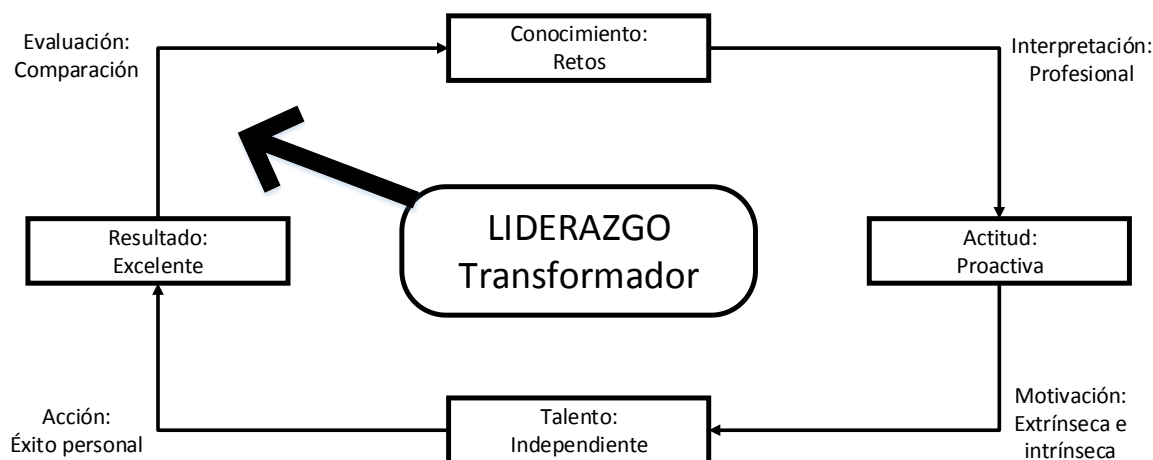 Evaluación:
Comparación
Conocimiento:
Retos
Interpretación:
Profesional
Resultado:
Excelente
LIDERAZGO
Transformador
Actitud:
Proactiva
Acción:
Éxito personal
Talento:
Independiente
Motivación:
Extrínseca e
intrínseca